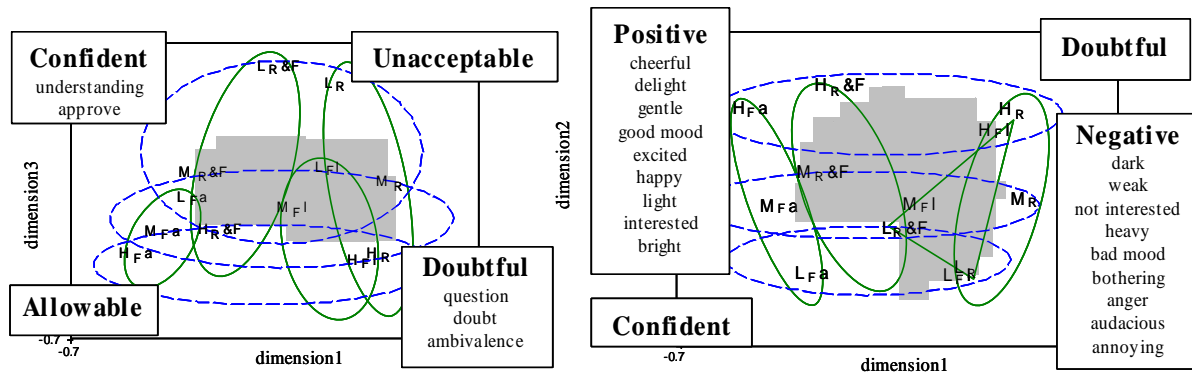 Confident
understanding
approve
Unacceptable
L R &F
L R
dimension3
M R &F
L F I
M R
L F a
M F I
M F a
H R &F
H F a
H F I
H R
Allowable
Doubtful
question
doubt
ambivalence
-0.7
-0.7
dimension1
Positive
cheerful
delight
gentle
good mood
excited
happy
light
interested
bright
Doubtful
dimension2
H R &F
H F a
H R
H F I
M R &F
M F a
M F I
M R
L R &F
L F a
L F I
L R
Negative
dark
weak
not interested
heavy
bad mood
bothering
anger
audacious
annoying
Confident
-0.7
dimension1